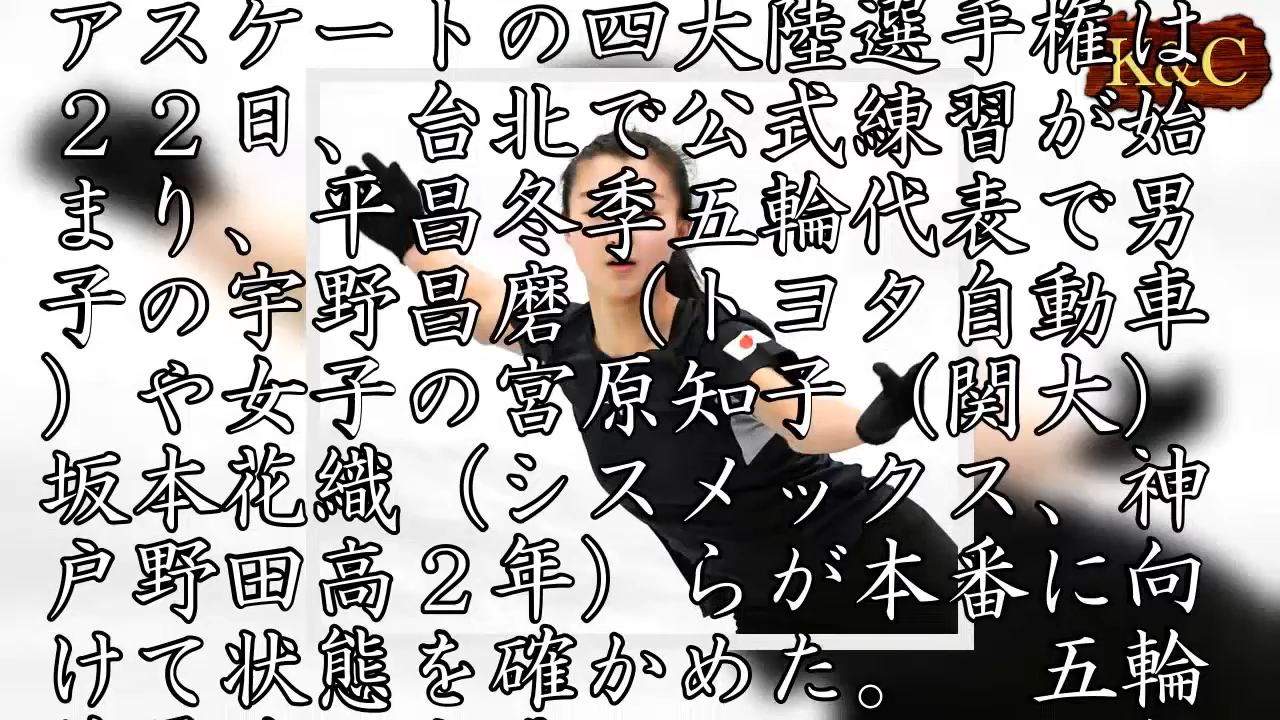 アスケートの四大陸選手権は
K&C
２２日、台北で公式練習が始
まり、平昌冬季五輪代表で男
子の宇野昌磨（トヨタ自動車
）や女子の宮原知子（関大）
坂本花織（シスメックス、神
戸野田高２年）らが本番に向
けて状態を確かめた。　五輪